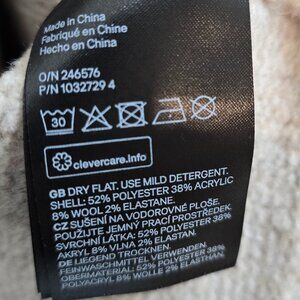 Made in China
Fabriqué en Chine
Hecho en China
O/N 246576
P/N 1032729 4
30
clevercare.info
GB DRY FLAT. USE MILD DETERGENT.
SHELL: 52% POLYESTER 38% ACRYLIC
8% WOOL 2% ELASTANE.
CZ SUŠENÍ NA VODOROVNÉ PLOŠE.
POUŽIJTE JEMNÝ PRACÍ PROSTŘEDEK.
SVRCHNÍ LÁTKA: 52% POLYESTER 38%
AKRYL 8% VLNA 2% ELASTAN.
DE LIEGEND TROCKNEN.
FEINWASCHMITTEL VERWENDEN.
OBERMATERIAL: 52% POLYESTER 38%
POLYACRYL 8% WOLLE 2% ELASTAN.